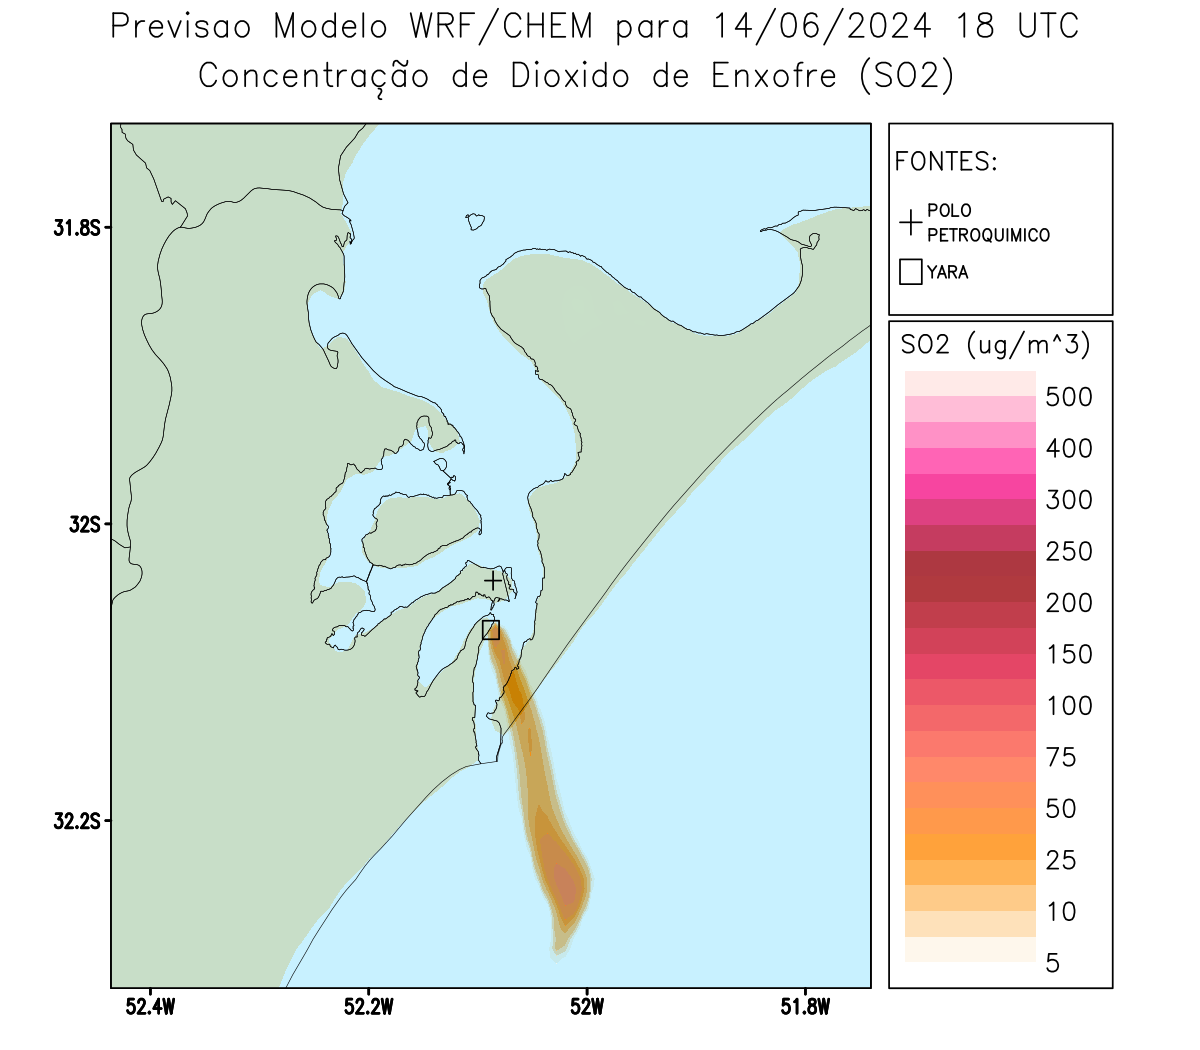 Previsao Modelo WRF/CHEM para 14/06/2024 18 UTC
Concentração de Dioxido de Enxofre (SO2)
31.8S
32S
32.2S
52.4W
52.2W
52W
51.8W
FONTES:
POLO
PETROQUIMICO
YARA
SO2 (ug/m^3)
500
400
300
250
200
150
100
75
50
25
10
5